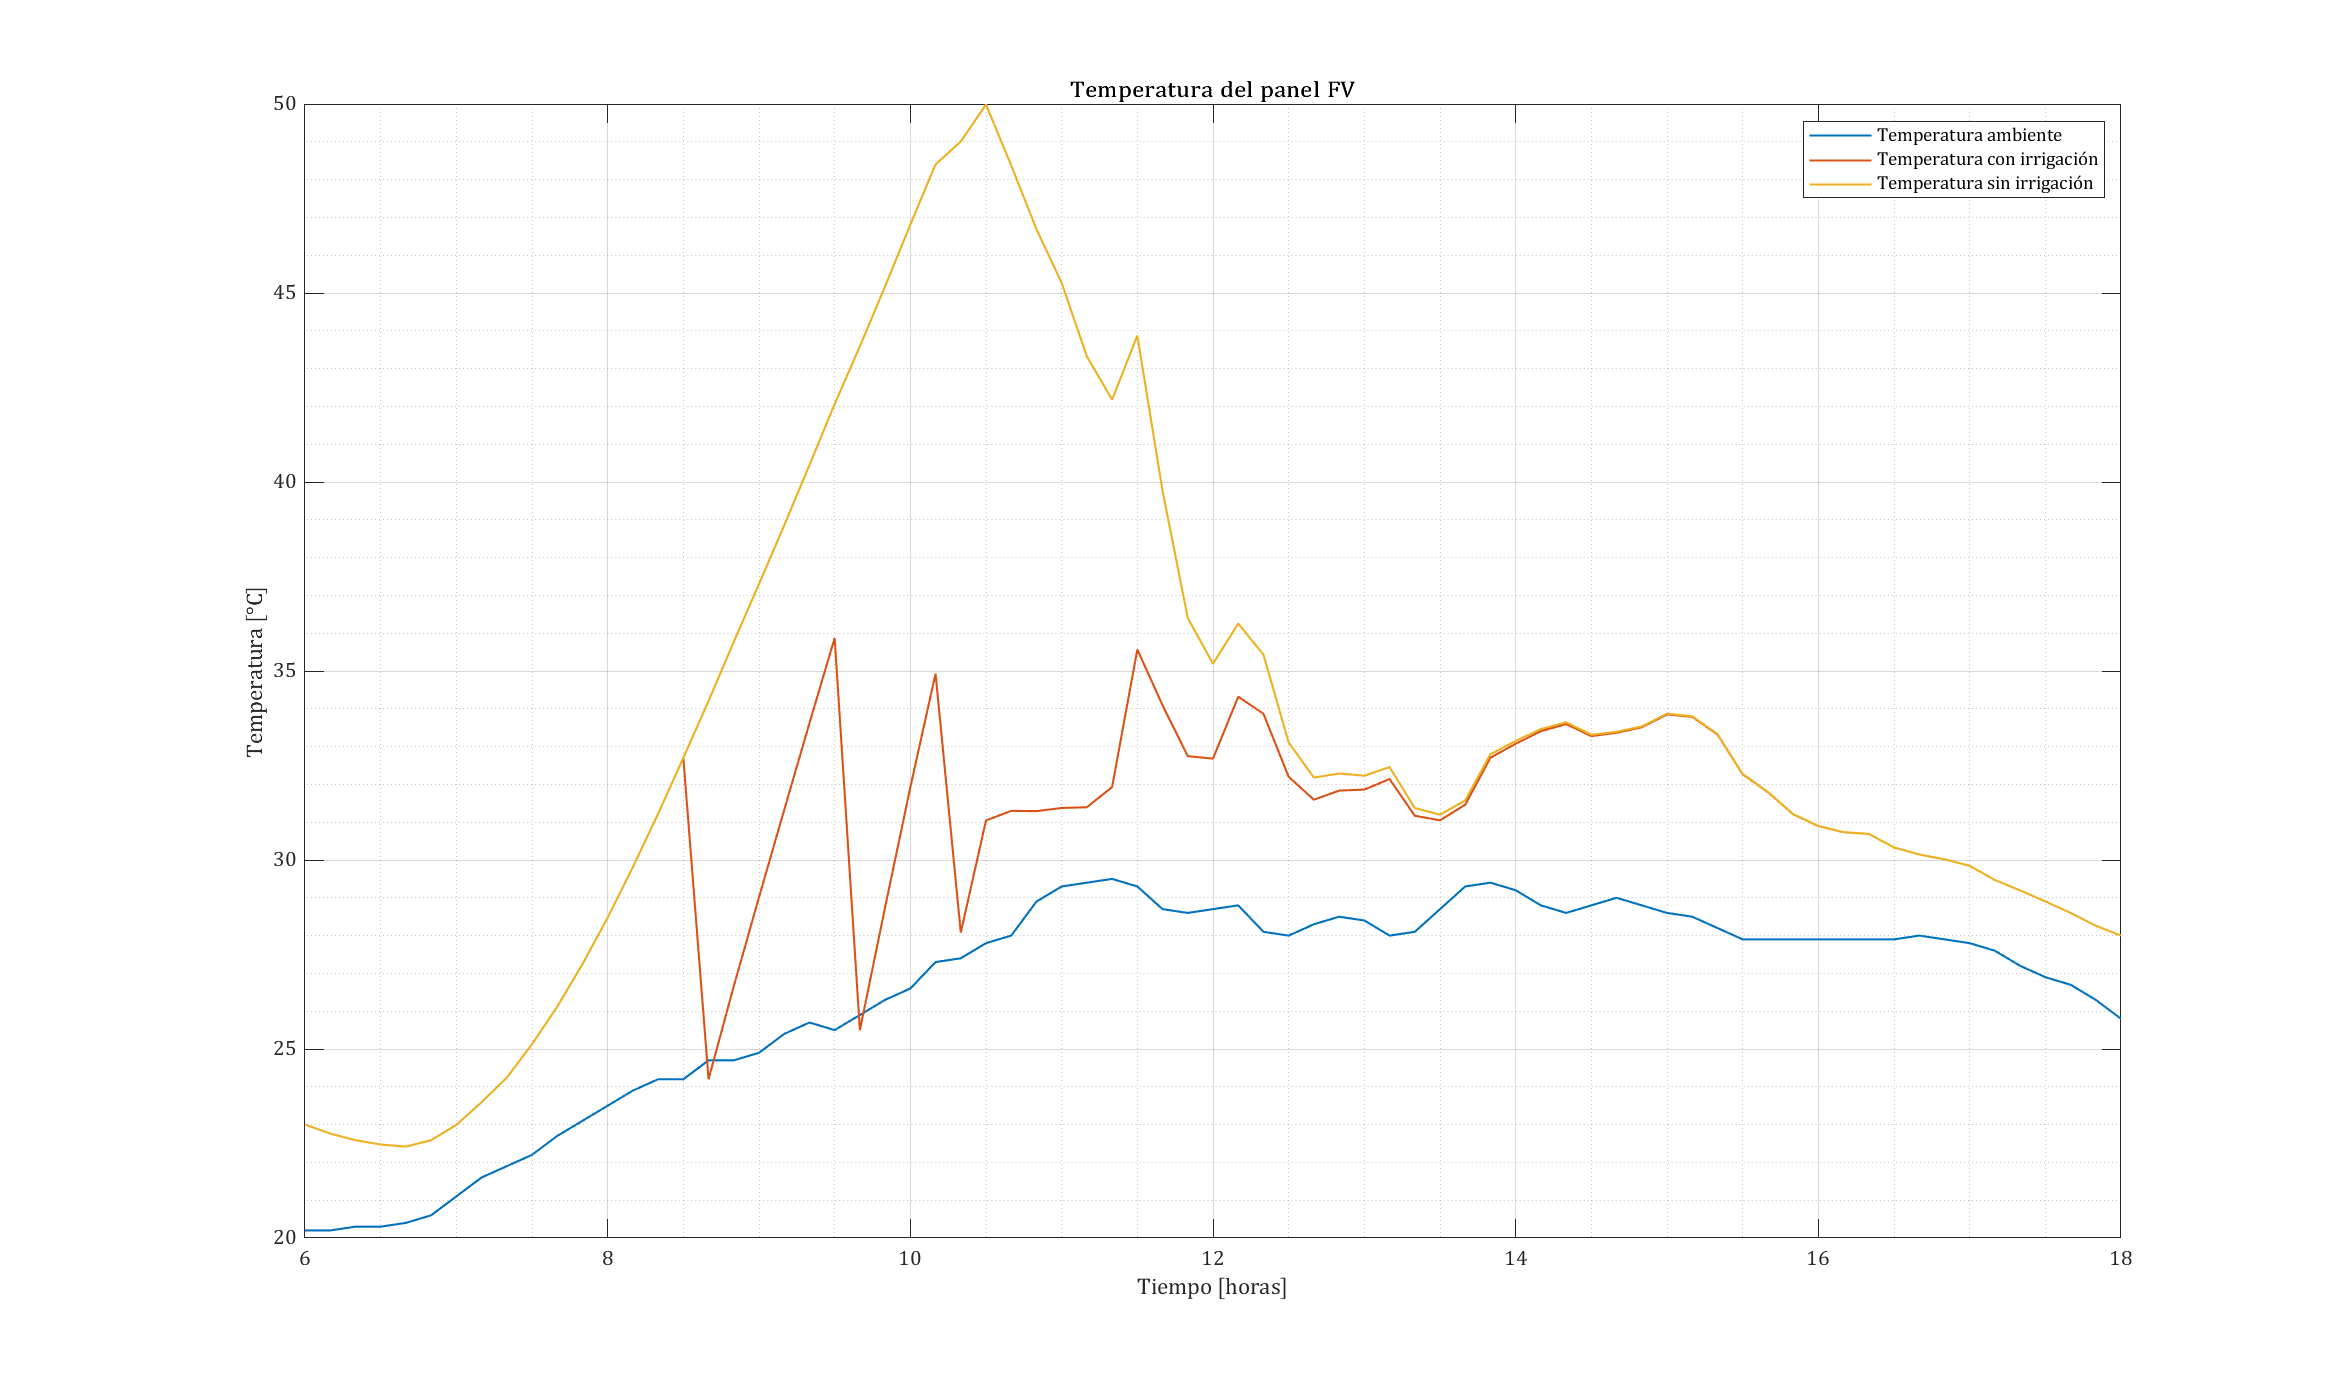 Temperatura del panel FV
Temperatura ambiente
Temperatura con irrigación
Temperatura sin irrigación
Temperatura [°C]
50
45
40
35
30
25
20
6 8 10 12 14 16 18
Tiempo [horas]